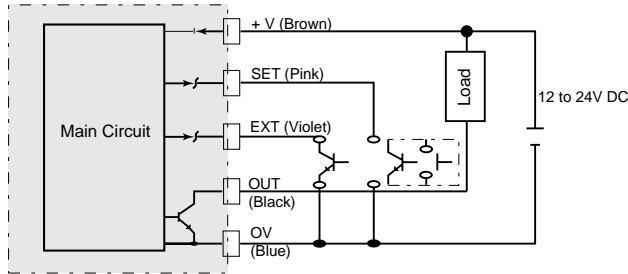 + V (Brown)
SET (Pink)
EXT (Violet)
OUT
(Black)
OV
(Blue)
Main Circuit
Load
12 to 24V DC